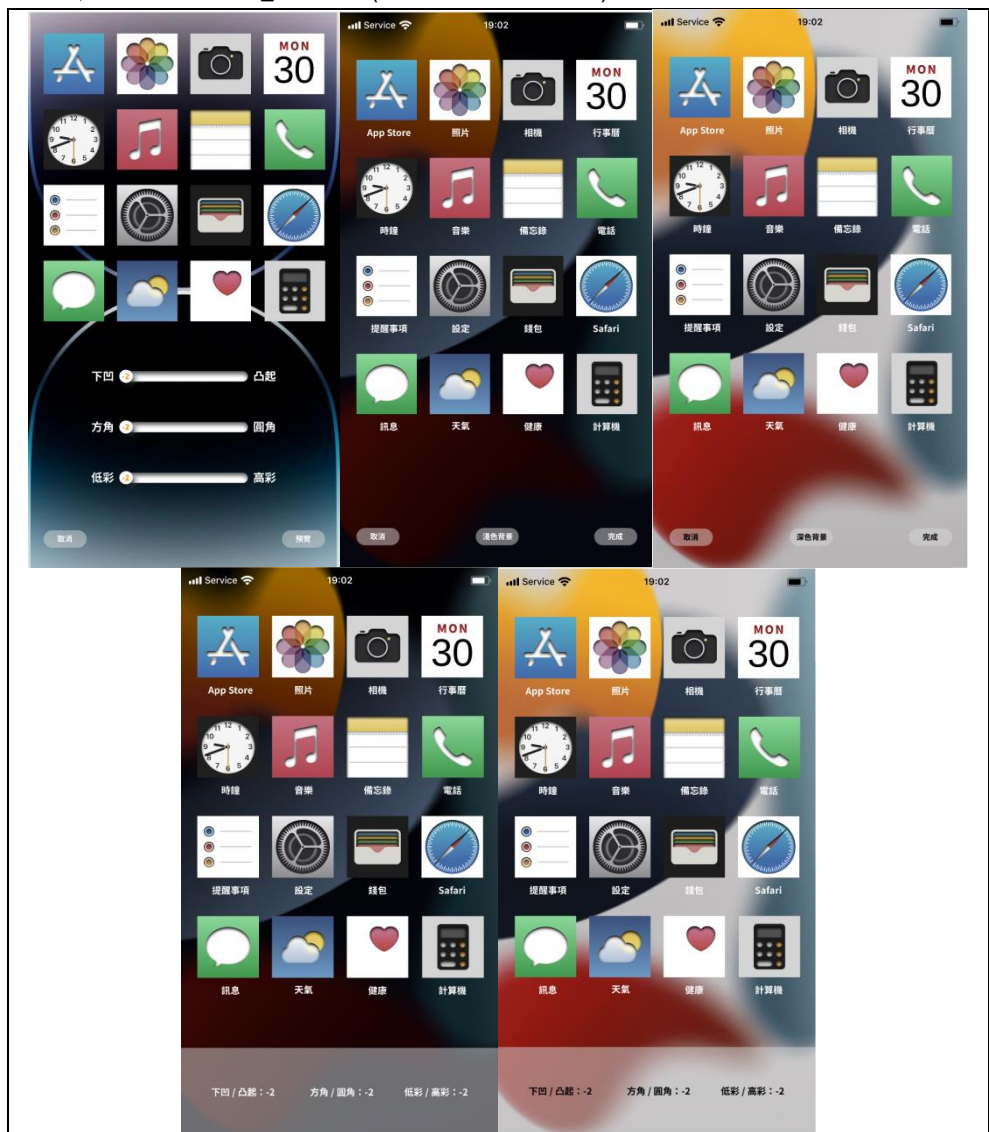 MON
30
12
下凹 -2 凸起
方角 -2 圓角
低彩 -2 高彩
取消 預覽
Service 19:02
MON
30
App Store 照片 相機 行事曆
時鐘 音樂 備忘錄 電話
提醒事項 設定 錢包 Safari
訊息 天氣 健康 計算機
取消 淺色背景 完成
Service 19:02
MON
30
App Store 照片 相機 行事曆
時鐘 音樂 備忘錄 電話
提醒事項 設定 錢包 Safari
訊息 天氣 健康 計算機
取消 深色背景 完成
Service 19:02
MON
30
App Store 照片 相機 行事曆
時鐘 音樂 備忘錄 電話
提醒事項 設定 錢包 Safari
訊息 天氣 健康 計算機
下凹 / 凸起：-2 方角 / 圓角：-2 低彩 / 高彩：-2
Service 19:02
MON
30
App Store 照片 相機 行事曆
時鐘 音樂 備忘錄 電話
提醒事項 設定 錢包 Safari
訊息 天氣 健康 計算機
下凹 / 凸起：-2 方角 / 圓角：-2 低彩 / 高彩：-2